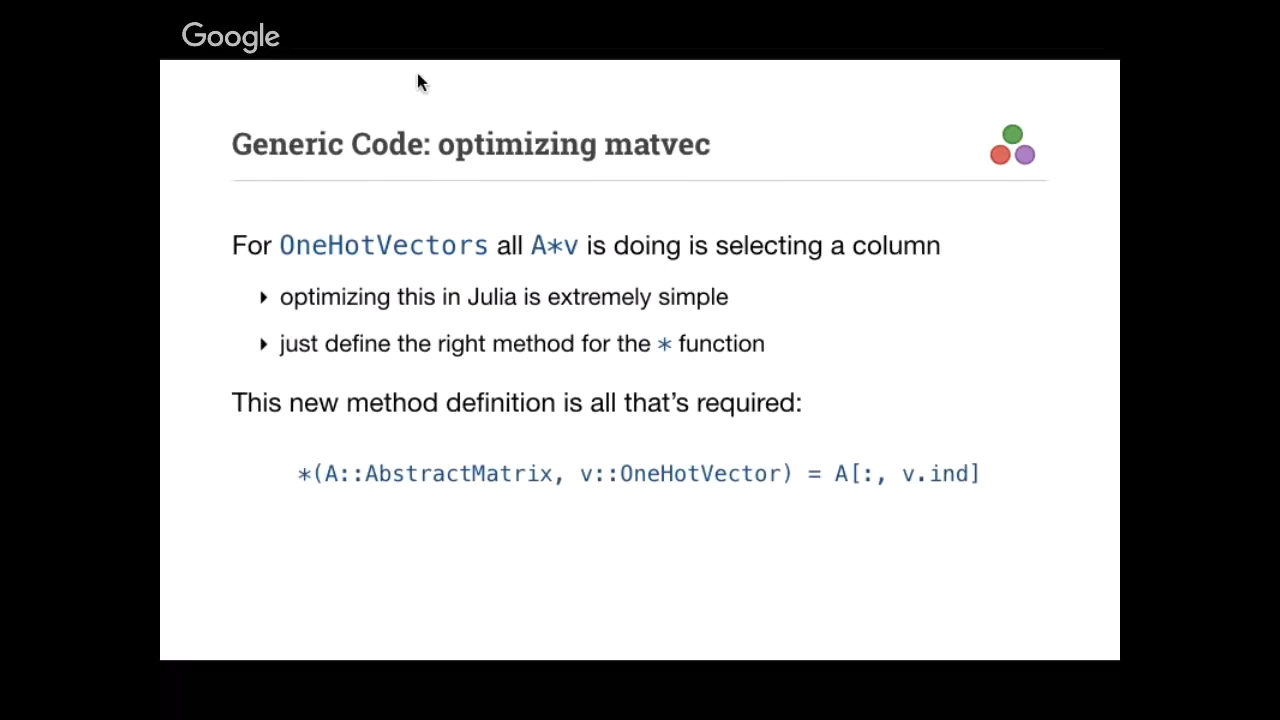 Google
Generic Code: optimizing matvec
For OneHotVectors all A*v is doing is selecting a column
‣ optimizing this in Julia is extremely simple
‣ just define the right method for the * function
This new method definition is all that’s required:
*(A::AbstractMatrix, v::OneHotVector) = A[:, v.ind]